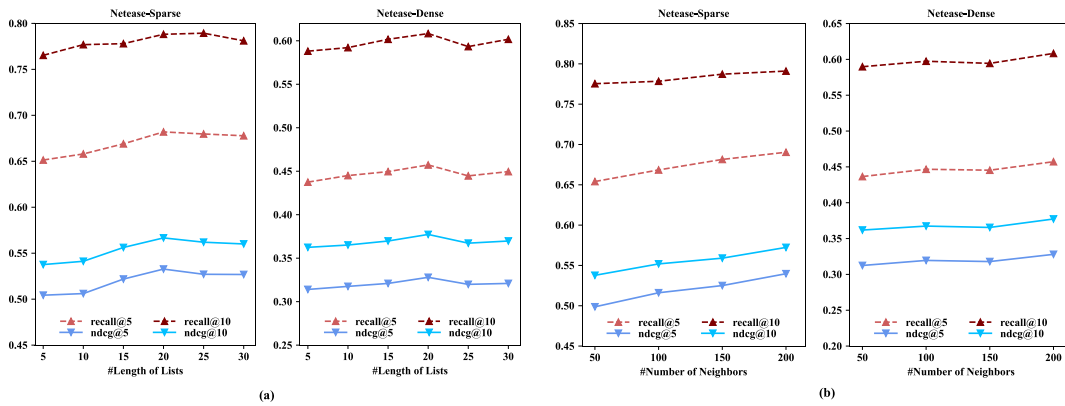 Netease-Sparse
0.80
0.75
0.70
0.65
0.60
0.55
0.50
0.45
recall@5 recall@10
ndcg@5 ndcg@10
5 10 15 20 25 30
#Length of Lists
Netease-Dense
0.60
0.55
0.50
0.45
0.40
0.35
0.30
0.25
recall@5 recall@10
ndcg@5 ndcg@10
5 10 15 20 25 30
#Length of Lists
(a)
Netease-Sparse
0.85
0.80
0.75
0.70
0.65
0.60
0.55
0.50
0.45
recall@5 recall@10
ndcg@5 ndcg@10
50 100 150 200
#Number of Neighbors
Netease-Dense
0.65
0.60
0.55
0.50
0.45
0.40
0.35
0.30
0.25
0.20
recall@5 recall@10
ndcg@5 ndcg@10
50 100 150 200
#Number of Neighbors
(b)